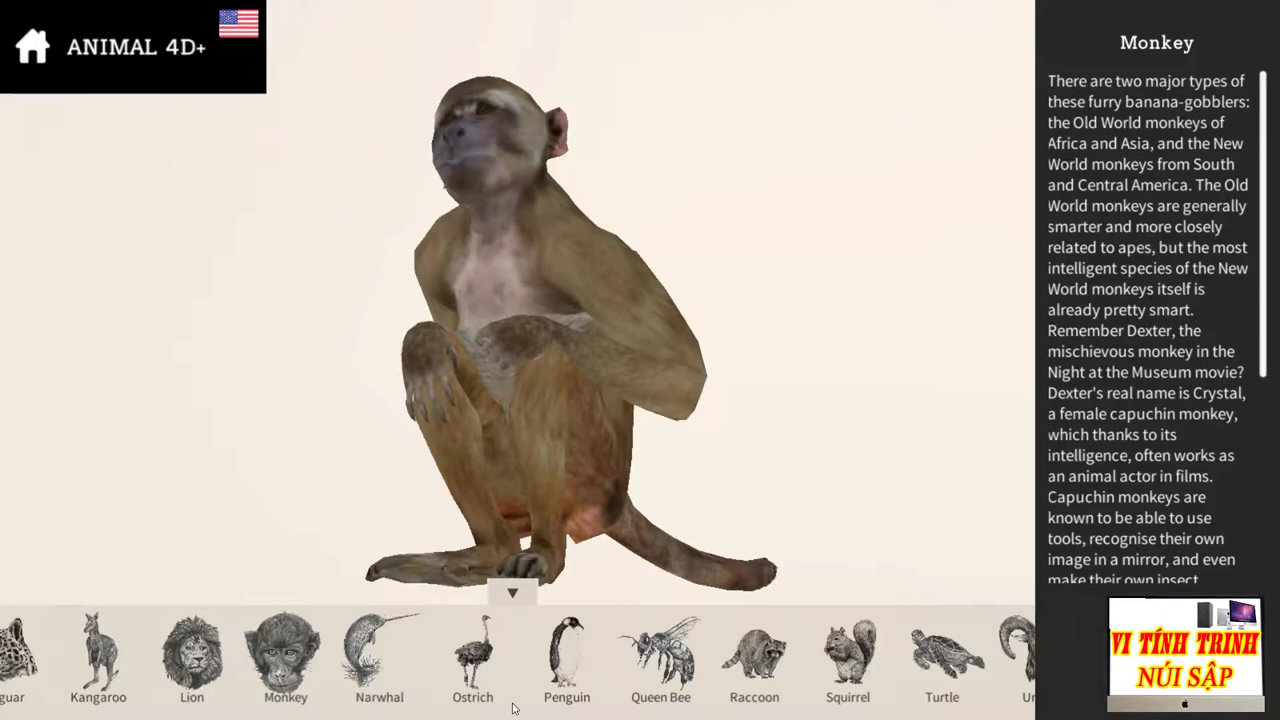 ANIMAL 4D+
Monkey
There are two major types of
these furry banana-gobblers:
the Old World monkeys of
Africa and Asia, and the New
World monkeys from South
and Central America. The Old
World monkeys are generally
smarter and more closely
related to apes, but the most
intelligent species of the New
World monkeys itself is
already pretty smart.
Remember Dexter, the
mischievous monkey in the
Night at the Museum movie?
Dexter's real name is Crystal,
a female capuchin monkey,
which thanks to its
intelligence, often works as
an animal actor in films.
Capuchin monkeys are
known to be able to use
tools, recognise their own
image in a mirror, and even
make their own insect
guar
Kangaroo
Lion
Monkey
Narwhal
Ostrich
Penguin
Queen Bee
Raccoon
Squirrel
Turtle
Ur
VI TÍNH TRINH
NÚI SẬP